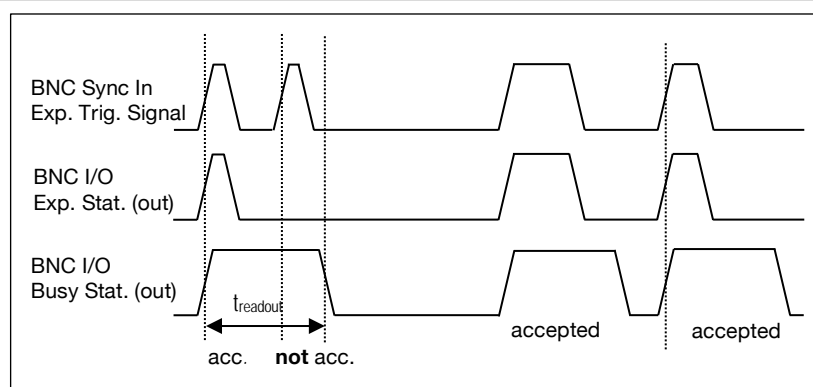 BNC Sync In
Exp. Trig. Signal
BNC I/O
Exp. Stat. (out)
BNC I/O
Busy Stat. (out)
treadout
accepted
accepted
acc.
not acc.